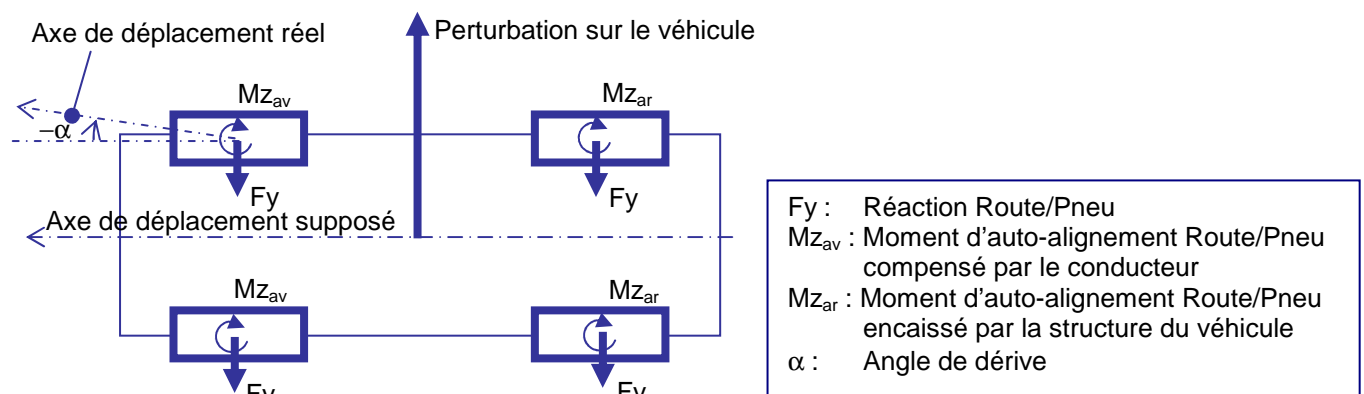 Axe de déplacement réel
Perturbation sur le véhicule
Mzav
Mzar
−α
Fy
Fy
Axe de déplacement supposé
Mzav
Mzar
Fy
Fy
Fy : Réaction Route/Pneu
Mzav : Moment d'auto-alignement Route/Pneu
compensé par le conducteur
Mzar : Moment d'auto-alignement Route/Pneu
encaissé par la structure du véhicule
α : Angle de dérive